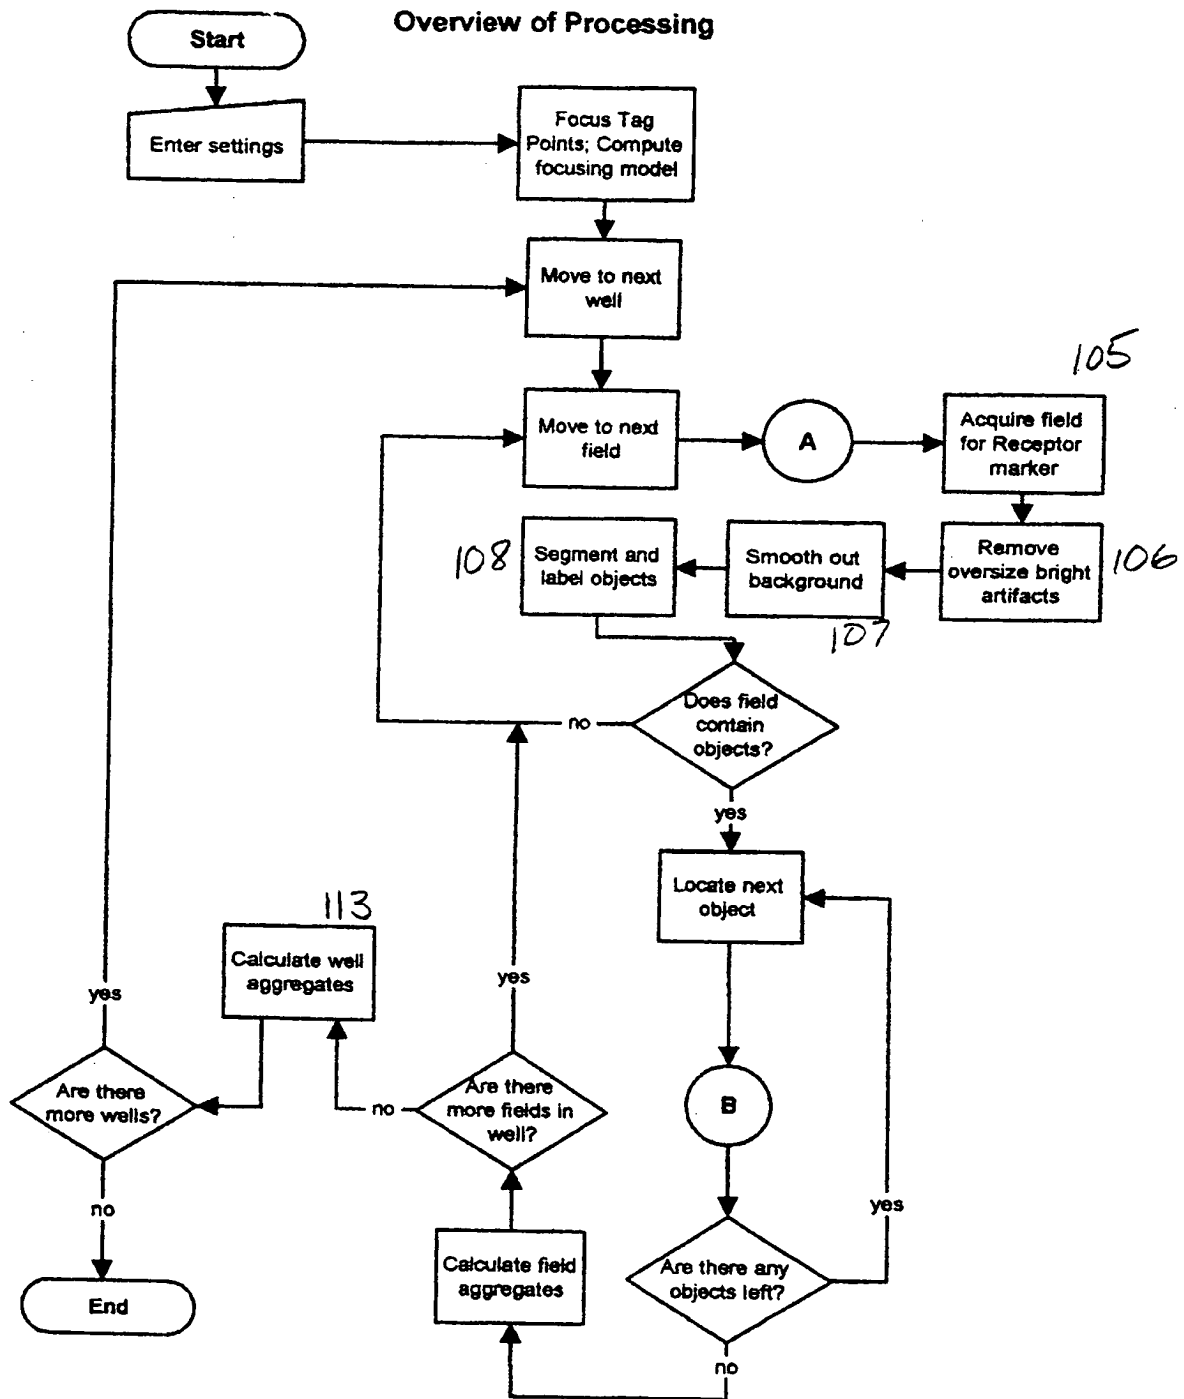 Overview of Processing
Start
Enter settings
Focus Tag
Points; Compute
focusing model
Move to next
well
Move to next
field
A
105
Acquire field
for Receptor
marker
Remove
oversize bright
artifacts
106
Smooth out
background
107
108
Segment and
label objects
Does field
contain
objects?
no
yes
Locate next
object
B
Are there any
objects left?
yes
no
Calculate field
aggregates
Are there
more fields in
well?
yes
no
113
Calculate well
aggregates
Are there
more wells?
yes
no
End